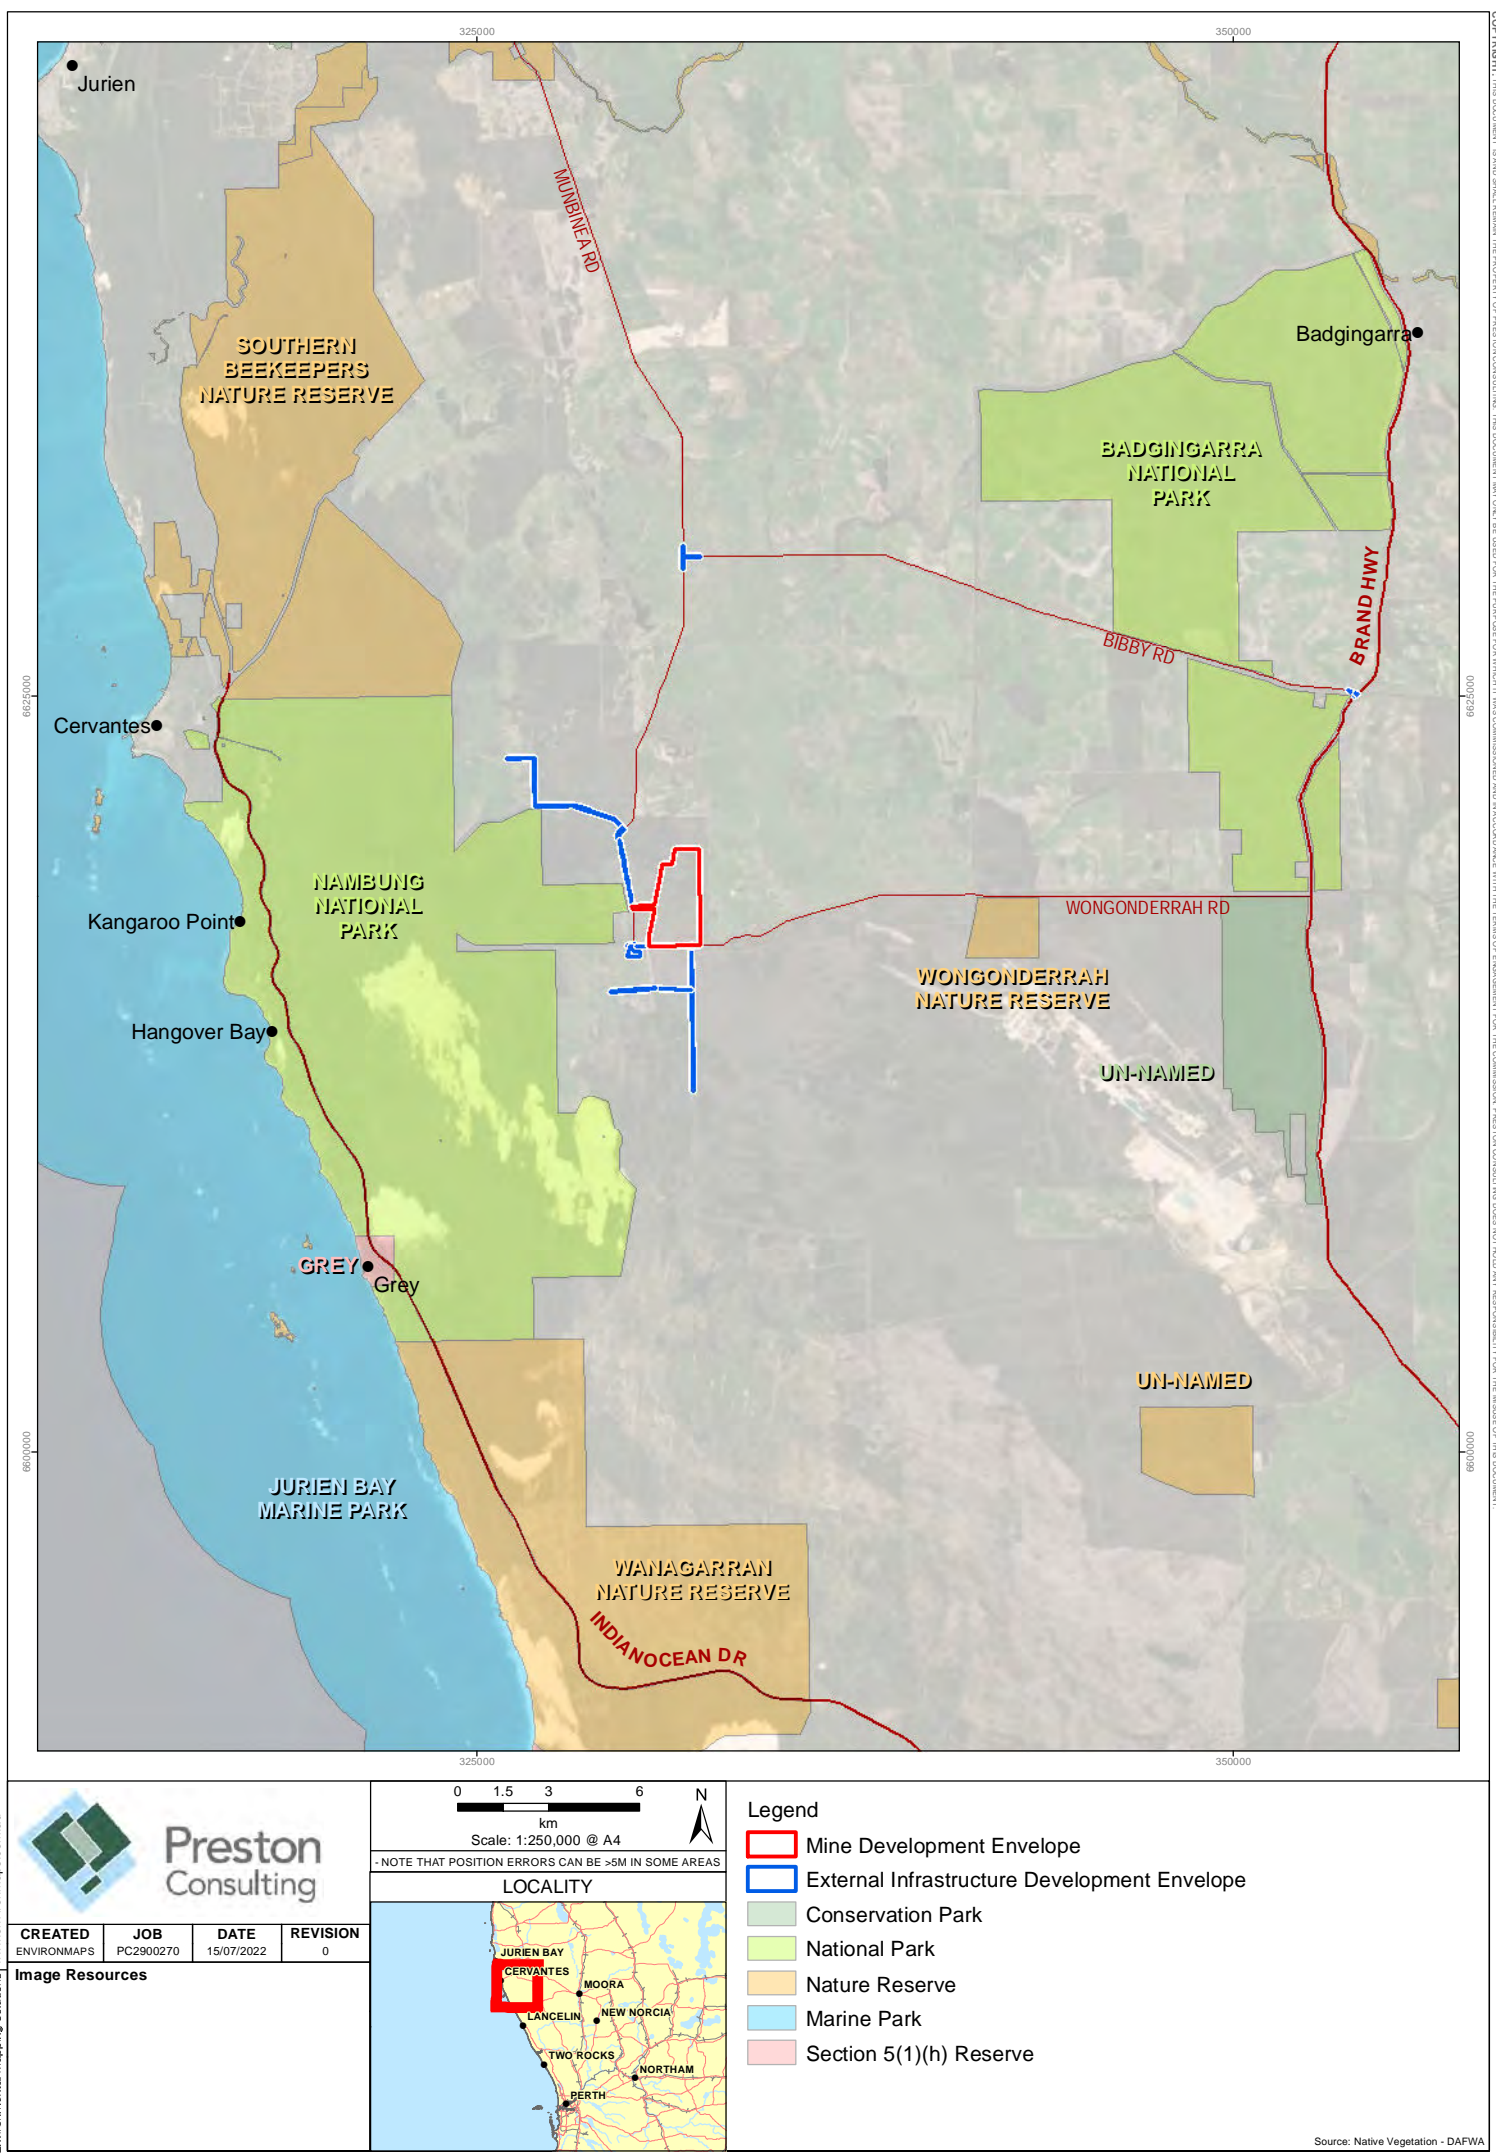 325000
350000
Jurien
MUNBINEA RD
SOUTHERN
BEEKEEPERS
NATURE RESERVE
Badgingarra
BADGINGARRA
NATIONAL
PARK
BRAND HWY
BIBBY RD
6625000
6625000
Cervantes
NAMBUNG
NATIONAL
PARK
Kangaroo Point
WONGONDERRAH RD
WONGONDERRAH
NATURE RESERVE
Hangover Bay
UN-NAMED
GREY
Grey
UN-NAMED
6600000
6600000
JURIEN BAY
MARINE PARK
WANAGARRAN
NATURE RESERVE
INDIAN OCEAN DR
325000
350000
Preston
Consulting
CREATED
ENVIRONMAPS
JOB
PC2900270
DATE
15/07/2022
REVISION
0
Image Resources
0 1.5 3 6
km
Scale: 1:250,000 @ A4
N
- NOTE THAT POSITION ERRORS CAN BE >5M IN SOME AREAS
LOCALITY
JURIEN BAY
CERVANTES
MOORA
LANCELIN
NEW NORCIA
TWO ROCKS
NORTHAM
PERTH
Legend
Mine Development Envelope
External Infrastructure Development Envelope
Conservation Park
National Park
Nature Reserve
Marine Park
Section 5(1)(h) Reserve
Source: Native Vegetation - DAFWA